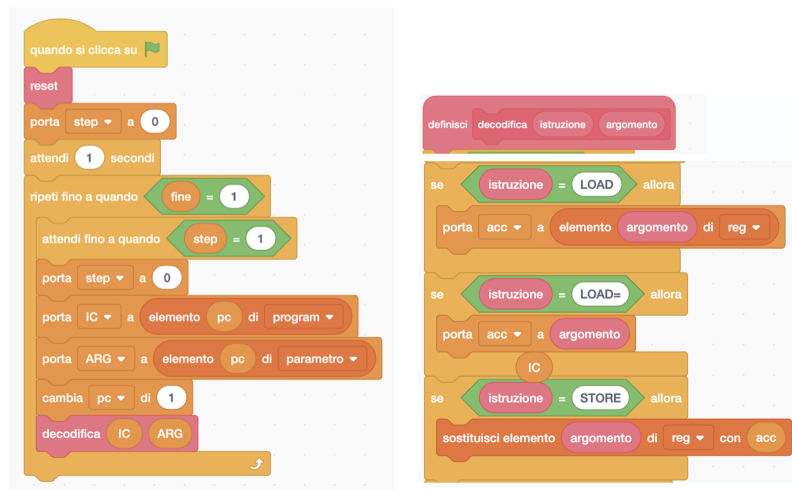 quando si clicca su
reset
porta step a 0
attendi 1 secondi
ripeti fino a quando fine = 1
attendi fino a quando step = 1
porta step a 0
porta IC a elemento pc di program
porta ARG a elemento pc di parametro
cambia pc di 1
decodifica IC ARG
definisci decodifica istruzione argomento
se istruzione = LOAD allora
porta acc a elemento argomento di reg
se istruzione = LOAD= allora
porta acc a argomento
IC
se istruzione = STORE allora
sostituisci elemento argomento di reg con acc